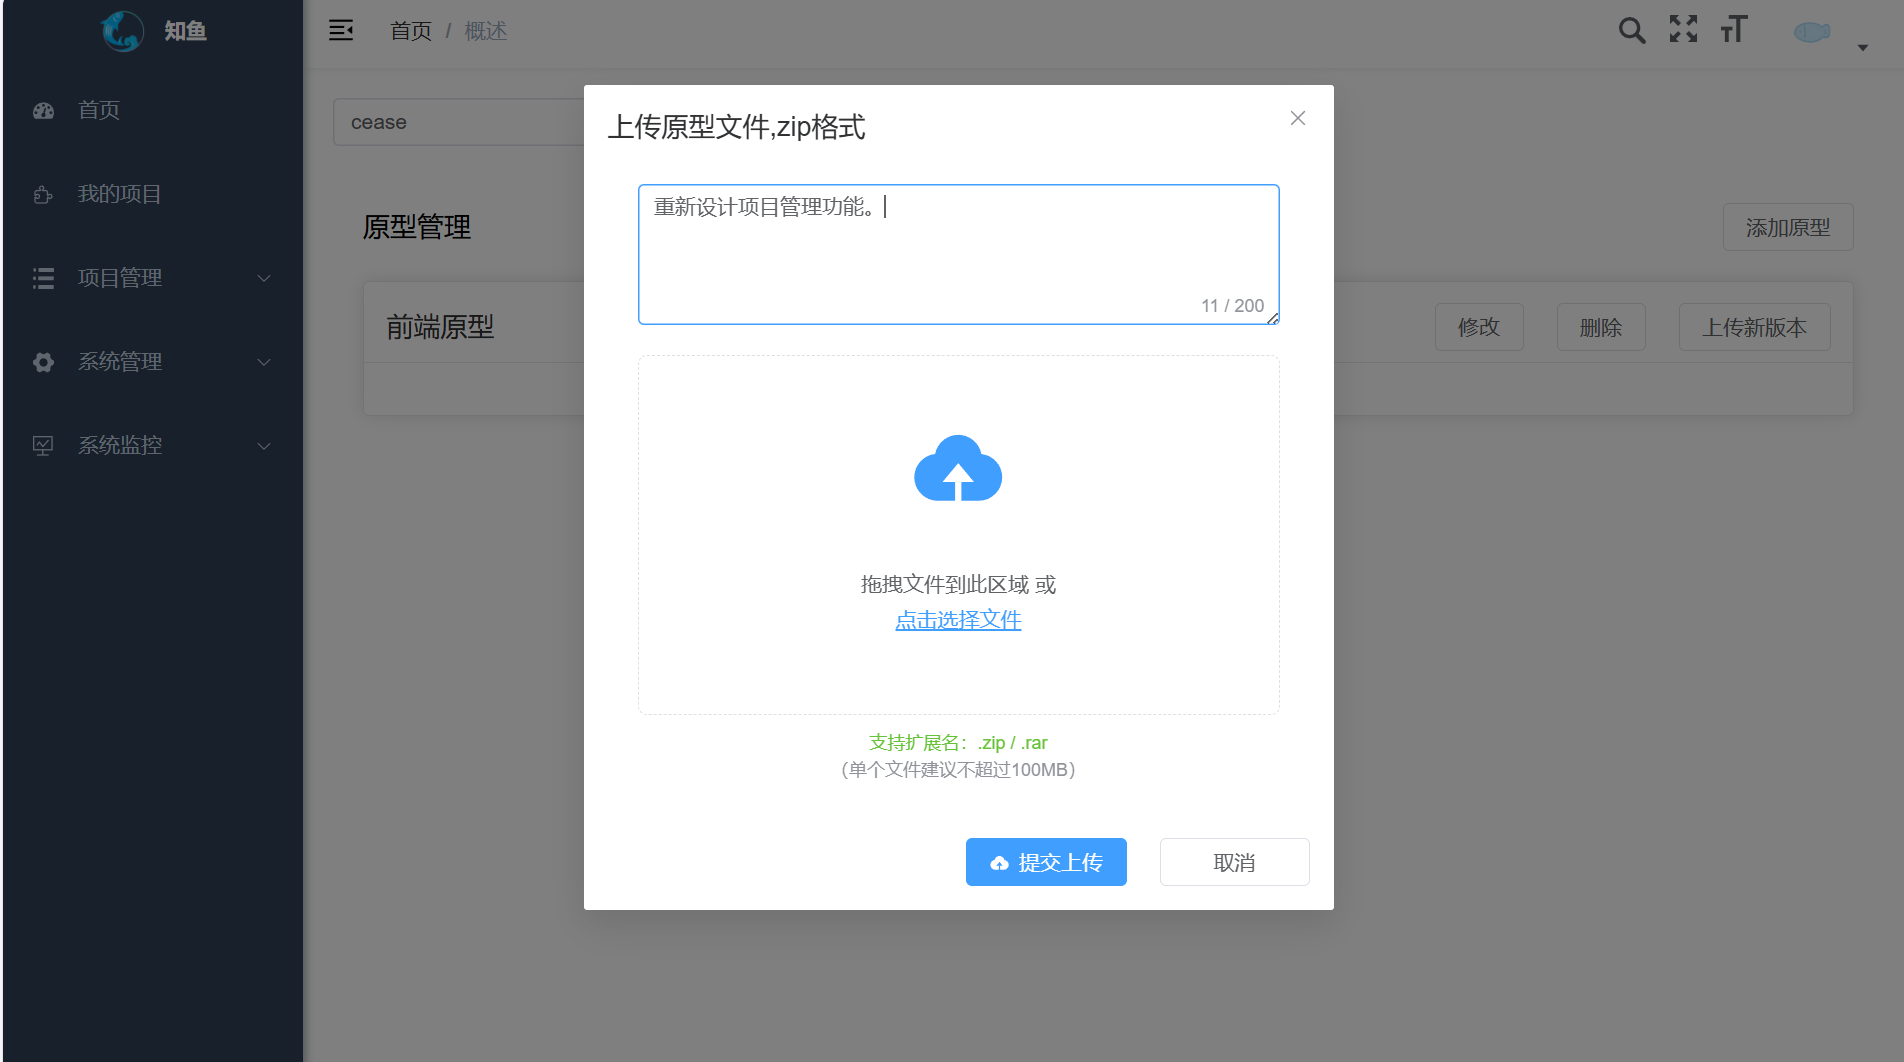 知鱼
首页 / 概述
首页
我的项目
项目管理
系统管理
系统监控
cease
原型管理
添加原型
前端原型
修改
删除
上传新版本
上传原型文件,zip格式
重新设计项目管理功能。
11 / 200
拖拽文件到此区域 或
点击选择文件
支持扩展名：.zip / .rar
（单个文件建议不超过100MB）
提交上传
取消